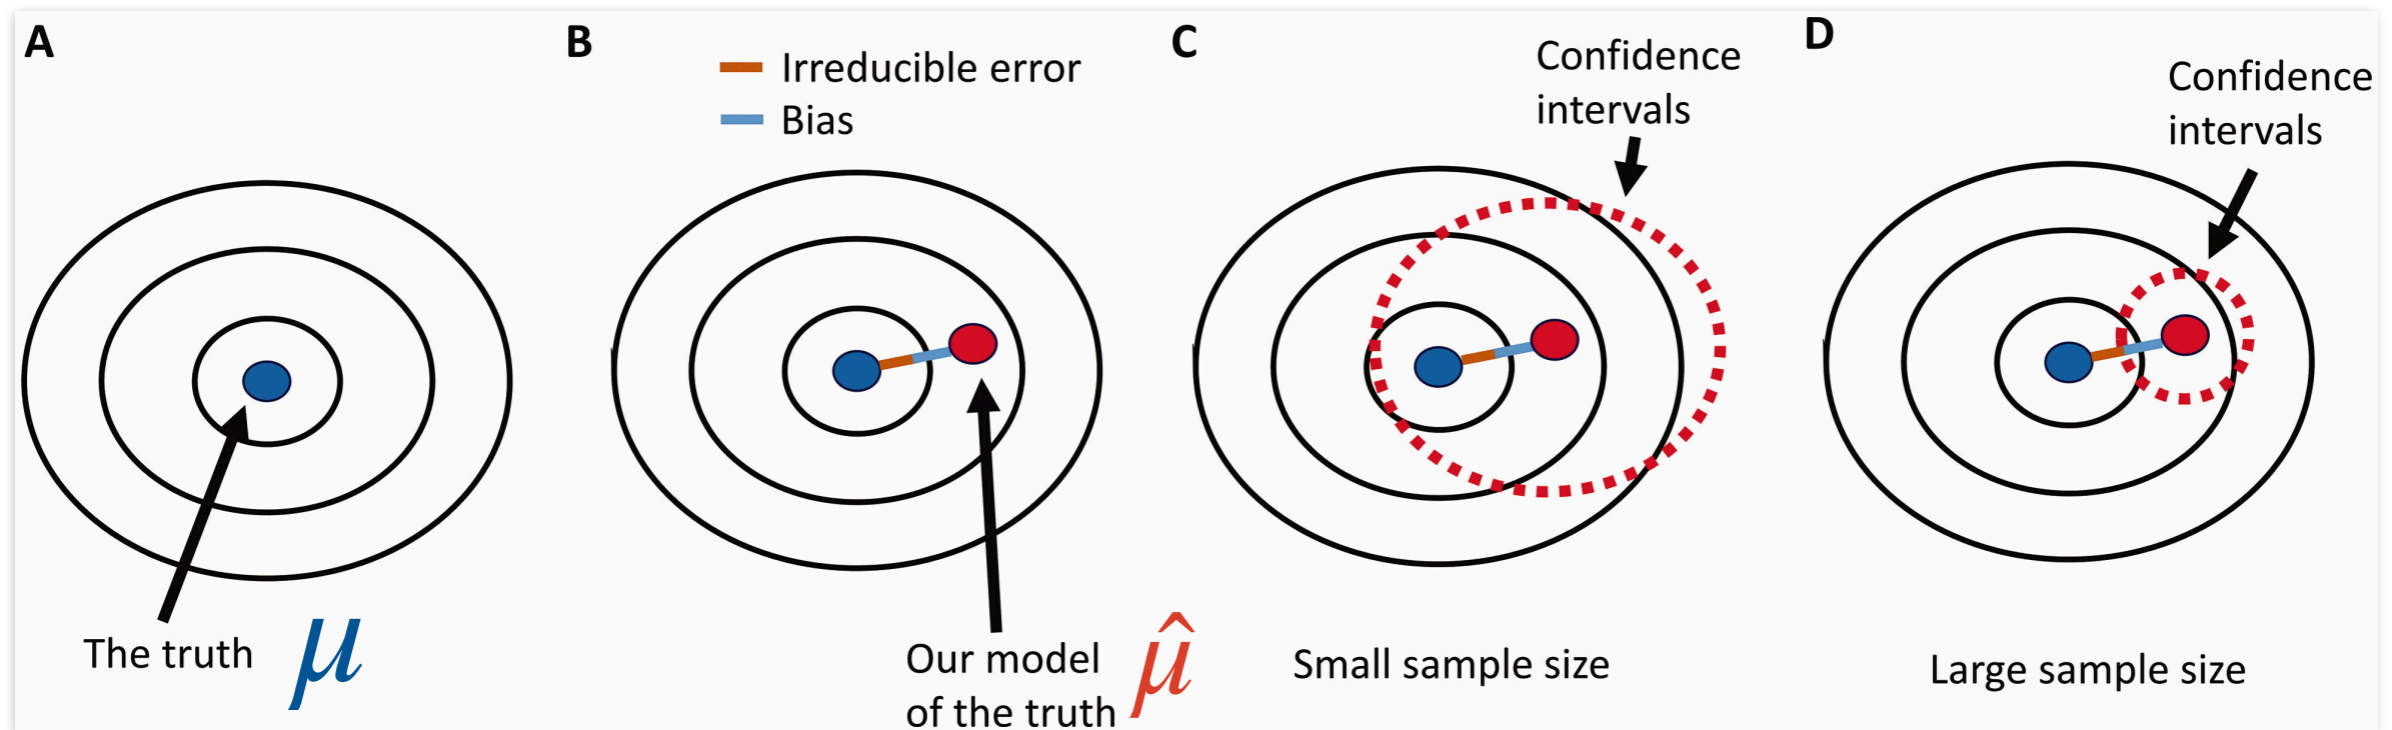 A
The truth μ
B
Irreducible error
Bias
Our model
of the truth μ̂
C
Confidence
intervals
Small sample size
D
Confidence
intervals
Large sample size